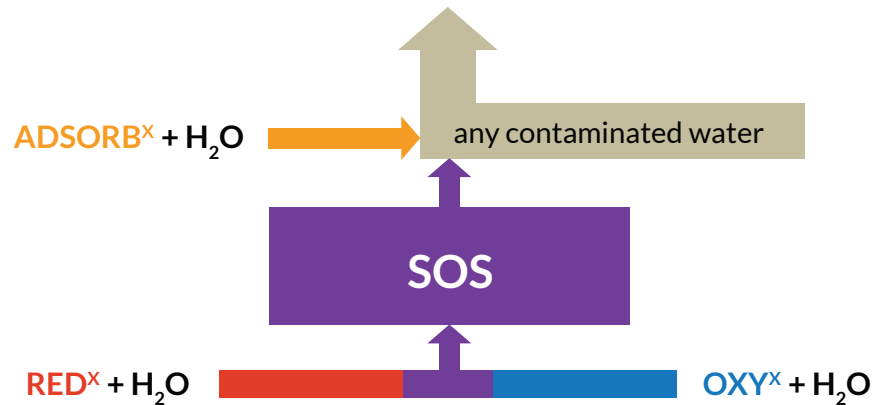 ADSORBˣ + H₂O
any contaminated water
SOS
REDˣ + H₂O
OXYˣ + H₂O